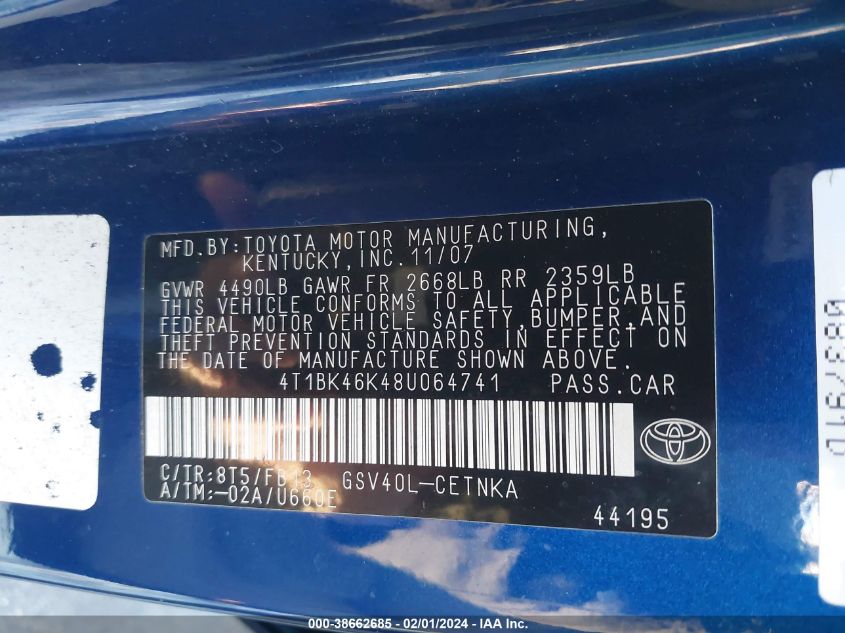 MFD.BY:TOYOTA MOTOR MANUFACTURING,
KENTUCKY,INC.11/07
GVWR 4490LB GAWR FR 2668LB RR 2359LB
THIS VEHICLE CONFORMS TO ALL APPLICABLE
FEDERAL MOTOR VEHICLE SAFETY,BUMPER,AND
THEFT PREVENTION STANDARDS IN EFFECT ON
THE DATE OF MANUFACTURE SHOWN ABOVE.
4T1BK46K48U064741 PASS.CAR
C/TR:8T5/FB13 GSV40L-CETNKA
A/TM:-02A/U660E
44195
000-38662685 - 02/01/2024 - IAA Inc.